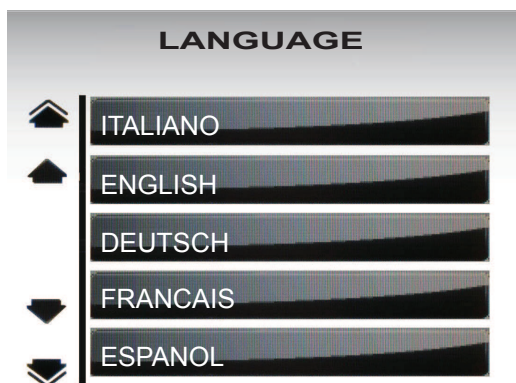 LANGUAGE
ITALIANO
ENGLISH
DEUTSCH
FRANCAIS
ESPANOL